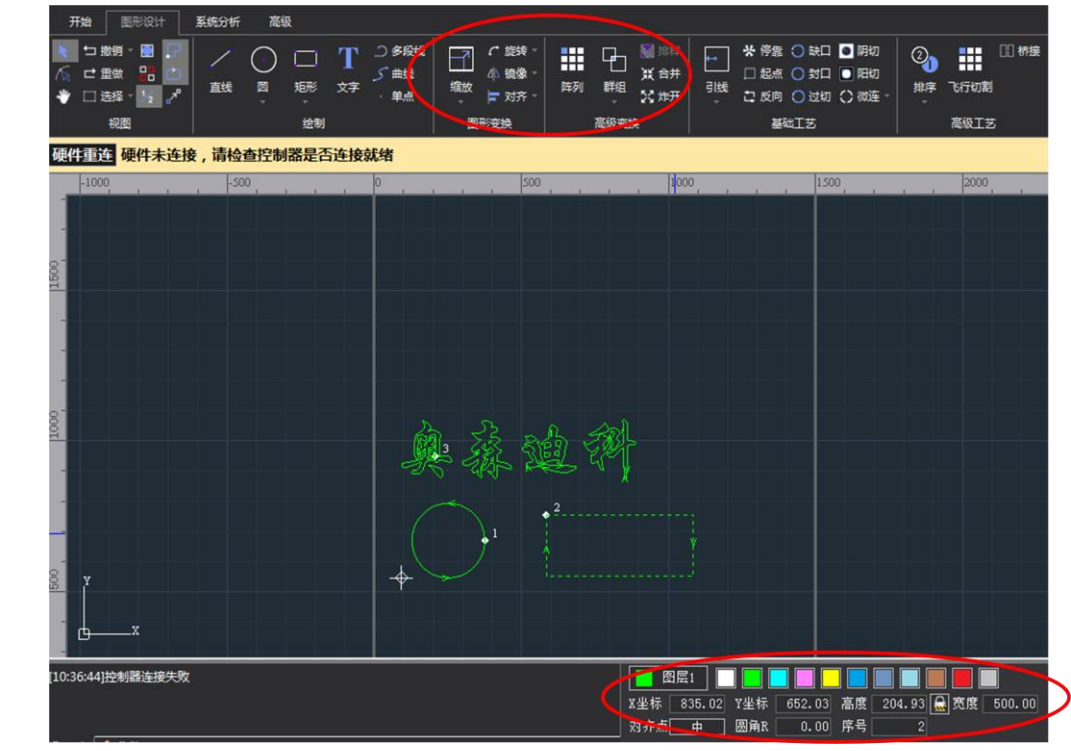 开始 图形设计 系统分析 高级
撤销 旋转 停靠 缺口 阴切 桥接
多段线 排样
重做 直线 圆 矩形 文字 曲线 缩放 镜像 阵列 群组 合并 引线 起点 封口 阳切 排序 飞行切割
选择 单点 对齐 炸开 反向 过切 微连
视图 绘制 图形变换 高级变换 基础工艺 高级工艺
硬件重连 硬件未连接，请检查控制器是否连接就绪
-1000 -500 0 500 1000 1500 2000
1500
1000
500
奥森迪科
3
2
1
Y
X
[10:36:44]控制器连接失败
图层1
X坐标 835.02 Y坐标 652.03 高度 204.93 宽度 500.00
对齐点 中 圆角R 0.00 序号 2